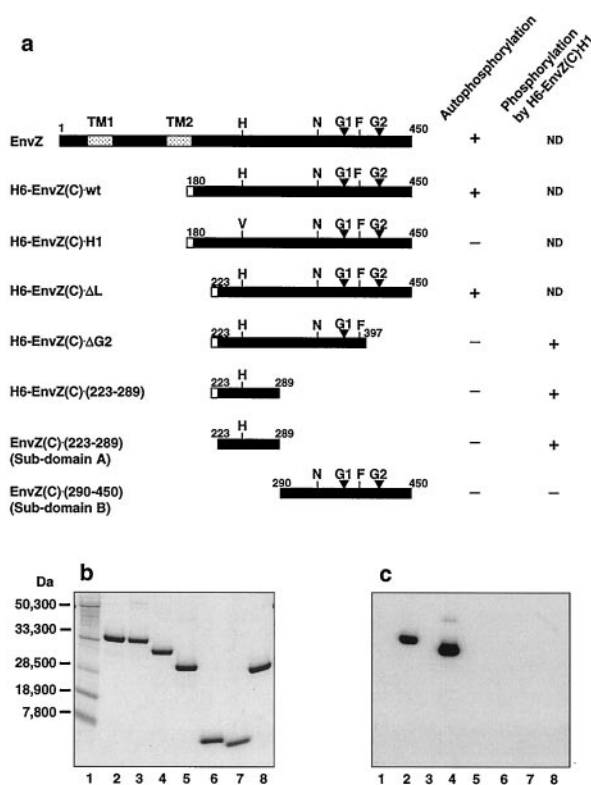 a
Autophosphorylation
Phosphorylation
by H6-EnvZ(C)·H1
1 TM1 TM2 H N G1 F G2 450
EnvZ + ND
180 H N G1 F G2 450
H6-EnvZ(C)·wt + ND
180 V N G1 F G2 450
H6-EnvZ(C)·H1 − ND
223 H N G1 F G2 450
H6-EnvZ(C)·ΔL + ND
223 H N G1 F 397
H6-EnvZ(C)·ΔG2 − +
223 H 289
H6-EnvZ(C)·(223-289) − +
223 H 289
EnvZ(C)·(223-289) − +
(Sub-domain A)
290 N G1 F G2 450
EnvZ(C)·(290-450) − −
(Sub-domain B)
b
Da
50,300
33,300
28,500
18,900
7,800
1 2 3 4 5 6 7 8
c
1 2 3 4 5 6 7 8